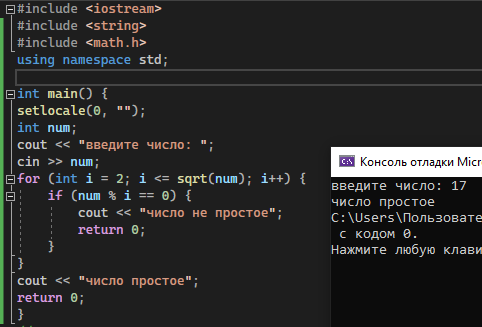 #include <iostream>
#include <string>
#include <math.h>
using namespace std;
int main() {
setlocale(0, "");
int num;
cout << "введите число: ";
cin >> num;
for (int i = 2; i <= sqrt(num); i++) {
if (num % i == 0) {
cout << "число не простое";
return 0;
}
}
cout << "число простое";
return 0;
}
Консоль отладки Micr
введите число: 17
число простое
C:\Users\Пользовате
с кодом 0.
Нажмите любую клави